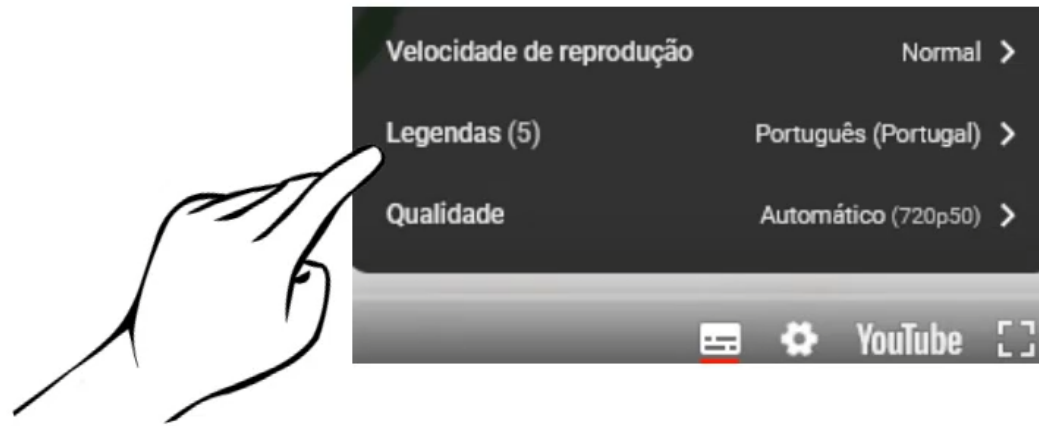 Velocidade de reprodução Normal
Legendas (5) Português (Portugal)
Qualidade Automático (720p50)
YouTube